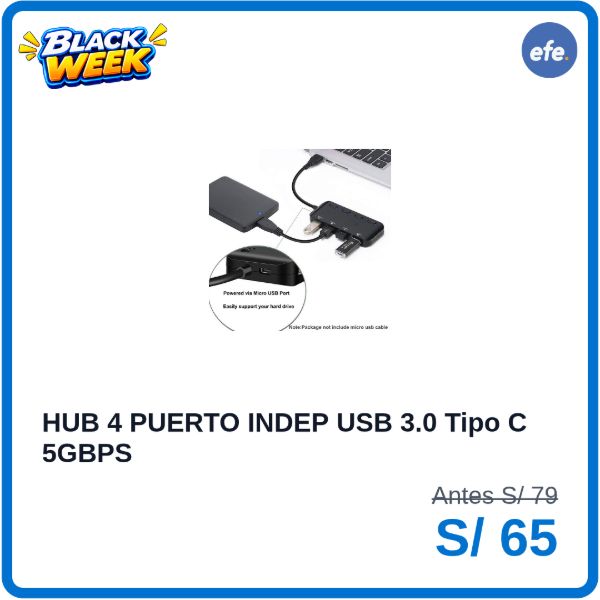 BLACK
WEEK
efe.
Powered via Micro USB Port
Easily support your hard drive
Note:Package not include micro usb cable
HUB 4 PUERTO INDEP USB 3.0 Tipo C
5GBPS
Antes S/ 79
S/ 65